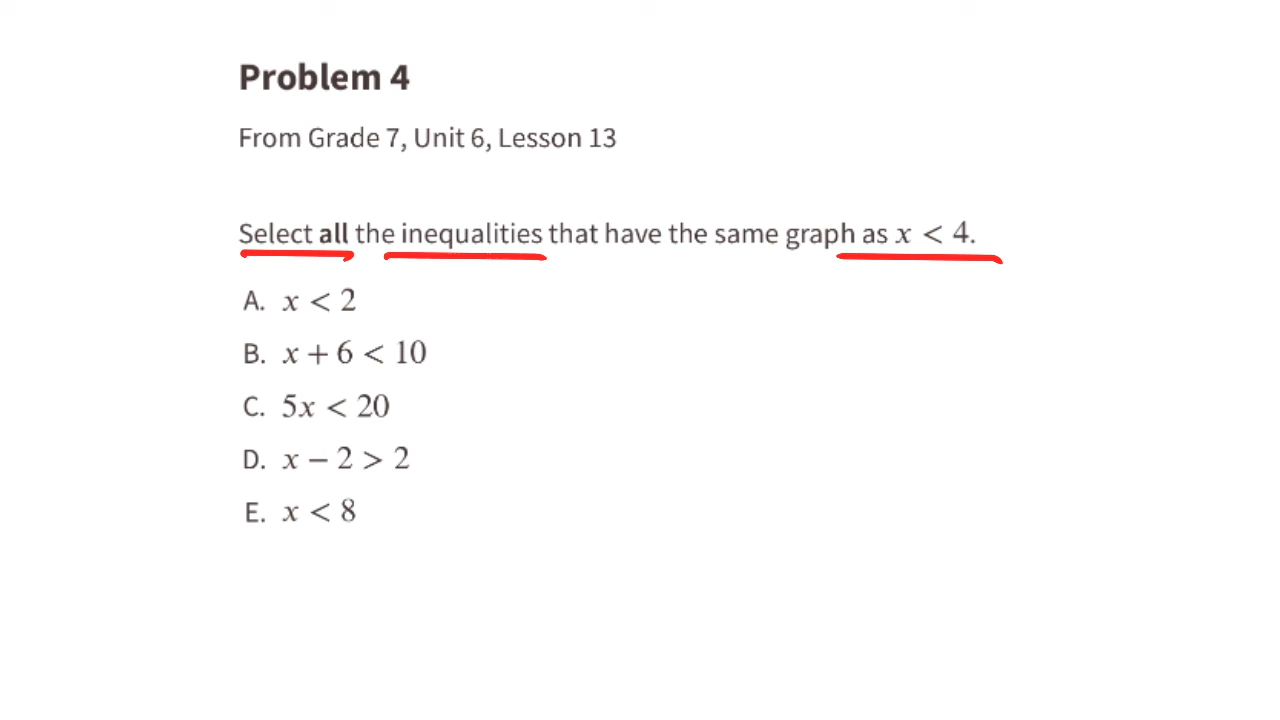 Problem 4
From Grade 7, Unit 6, Lesson 13
Select all the inequalities that have the same graph as x < 4.
A. x < 2
B. x + 6 < 10
C. 5x < 20
D. x − 2 > 2
E. x < 8